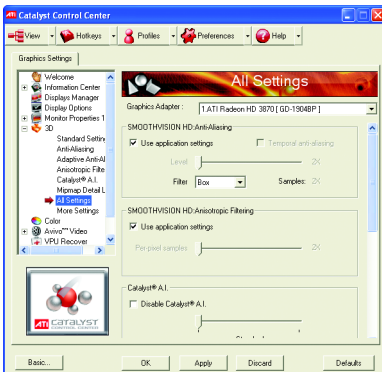 ATI Catalyst Control Center
View Hotkeys Profiles Preferences Help
Graphics Settings
Welcome
Information Center
Displays Manager
Display Options
Monitor Properties 1
3D
Standard Settin
Anti-Aliasing
Adaptive Anti-Al
Anisotropic Filte
Catalyst® A.I.
Mipmap Detail L
All Settings
More Settings
Color
Avivo™ Video
VPU Recover
ATI CATALYST
CONTROL CENTER
All Settings
Graphics Adapter :
1.ATI Radeon HD 3870 [ GD-1904BP ]
SMOOTHVISION HD:Anti-Aliasing
Use application settings Temporal anti-aliasing
Level 2X
Filter Box Samples: 2X
SMOOTHVISION HD:Anisotropic Filtering
Use application settings
Per-pixel samples 2X
Catalyst® A.I.
Disable Catalyst® A.I.
Basic... OK Apply Discard Defaults